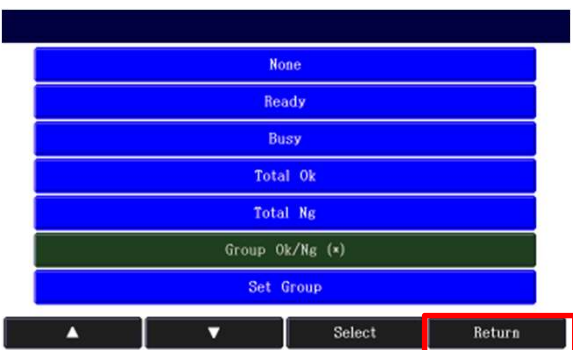 None
Ready
Busy
Total Ok
Total Ng
Group Ok/Ng (*)
Set Group
▲ ▼ Select Return